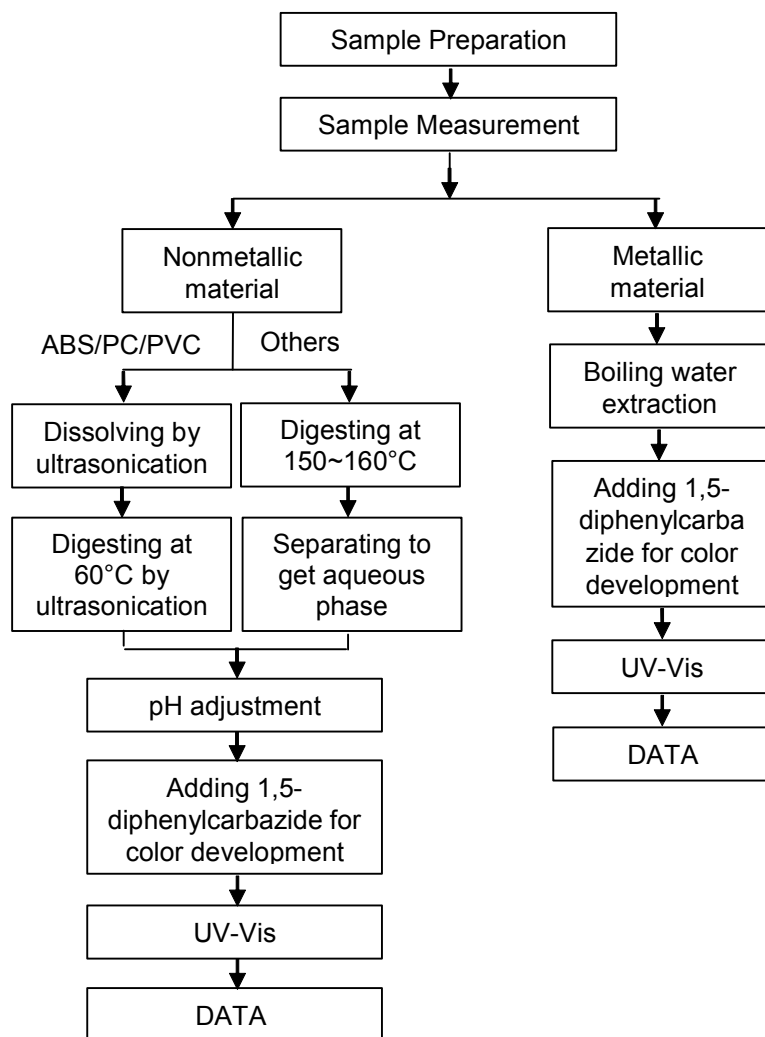 Sample Preparation
Sample Measurement
Nonmetallic
material
ABS/PC/PVC
Others
Dissolving by
ultrasonication
Digesting at
150~160°C
Digesting at
60°C by
ultrasonication
Separating to
get aqueous
phase
pH adjustment
Adding 1,5-
diphenylcarbazide for
color development
UV-Vis
DATA
Metallic
material
Boiling water
extraction
Adding 1,5-
diphenylcarba
zide for color
development
UV-Vis
DATA